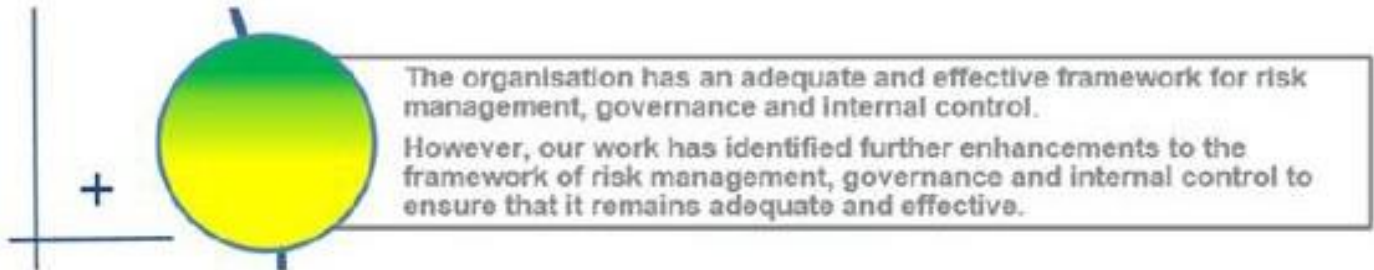 The organisation has an adequate and effective framework for risk
management, governance and internal control.
However, our work has identified further enhancements to the
framework of risk management, governance and internal control to
ensure that it remains adequate and effective.
+